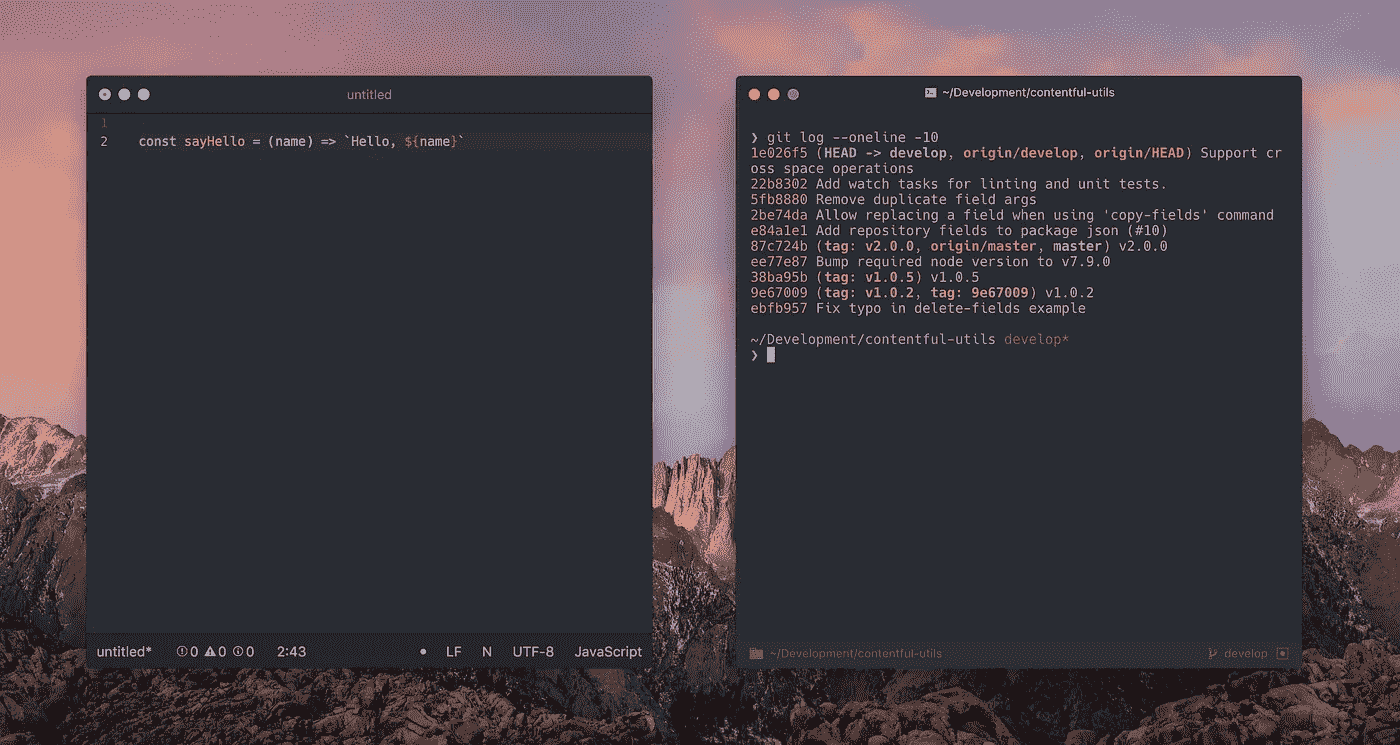 untitled
1
2 const sayHello = (name) => `Hello, ${name}`
untitled* 0 0 0 2:43 LF N UTF-8 JavaScript
~/Development/contentful-utils
❯ git log --oneline -10
1e026f5 (HEAD -> develop, origin/develop, origin/HEAD) Support cr
oss space operations
22b8302 Add watch tasks for linting and unit tests.
5fb8880 Remove duplicate field args
2be74da Allow replacing a field when using 'copy-fields' command
e84a1e1 Add repository fields to package json (#10)
87c724b (tag: v2.0.0, origin/master, master) v2.0.0
ee77e87 Bump required node version to v7.9.0
38ba95b (tag: v1.0.5) v1.0.5
9e67009 (tag: v1.0.2, tag: 9e67009) v1.0.2
ebfb957 Fix typo in delete-fields example
~/Development/contentful-utils develop*
❯
~/Development/contentful-utils develop